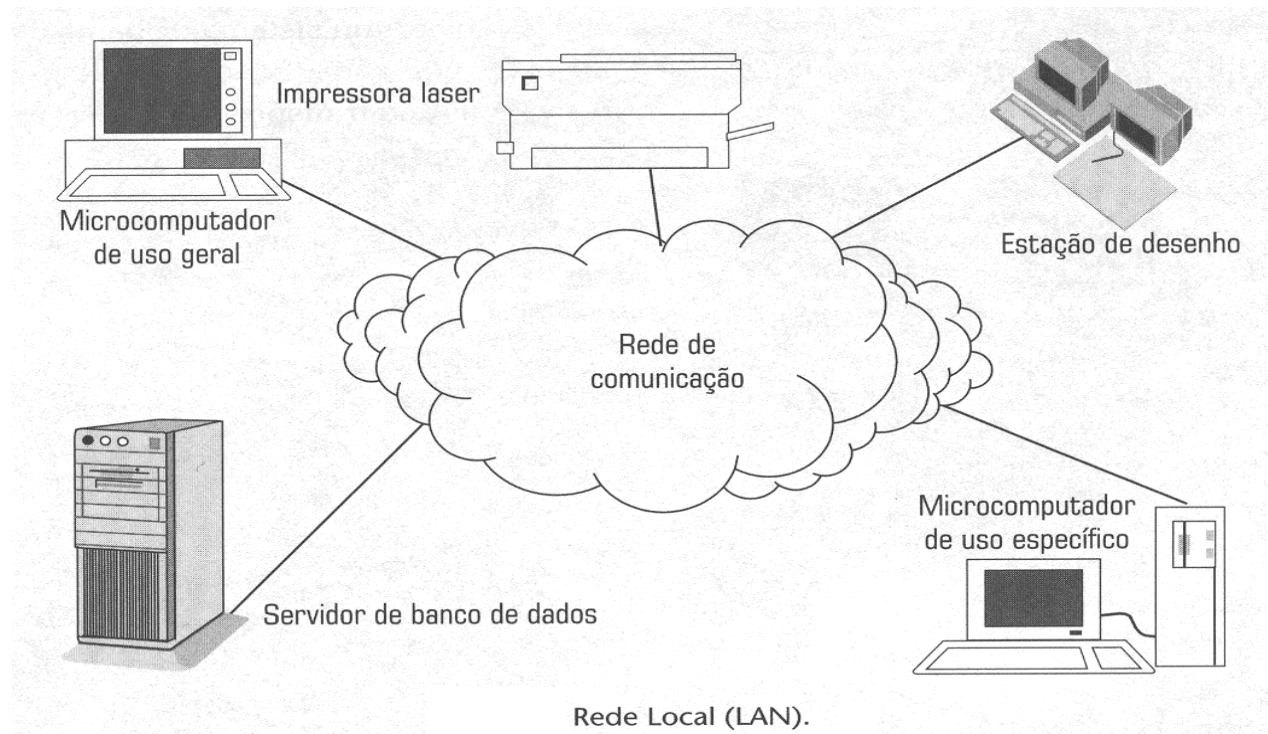 Impressora laser
Microcomputador
de uso geral
Estação de desenho
Rede de
comunicação
Microcomputador
de uso específico
Servidor de banco de dados
Rede Local (LAN).